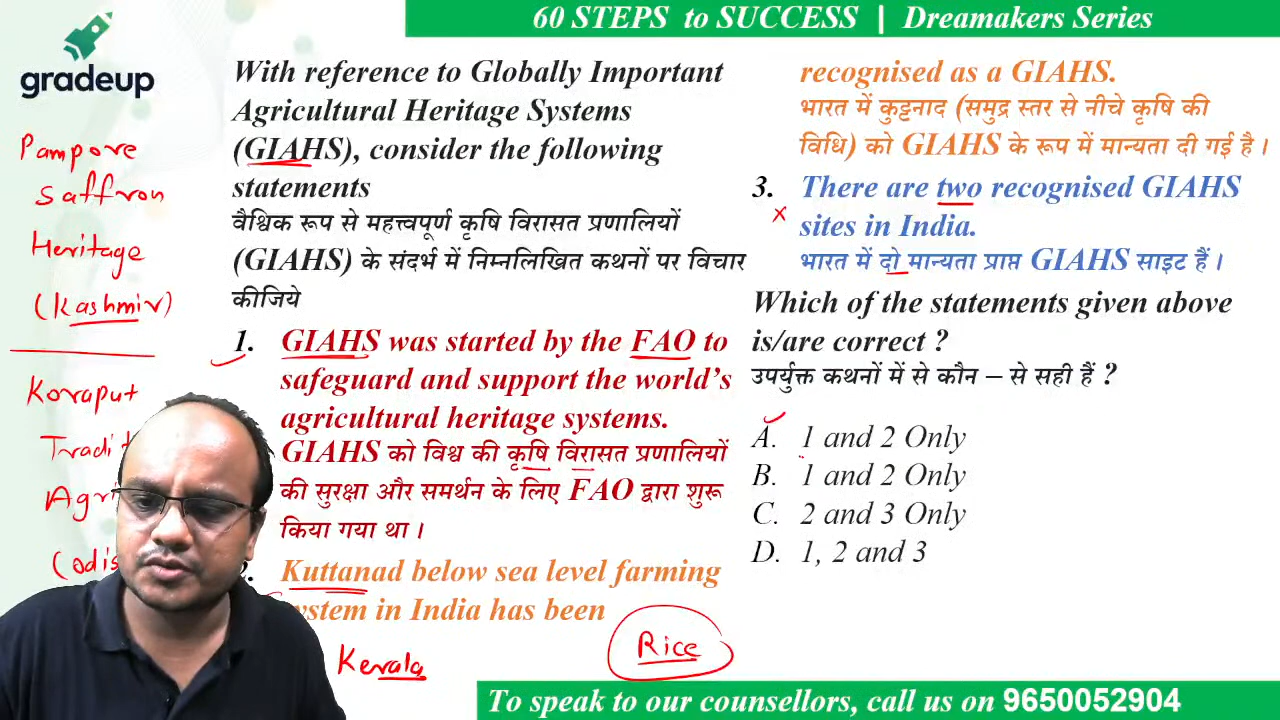 60 STEPS to SUCCESS | Dreamakers Series
gradeup
Pampore
Saffron
Heritage
(Kashmir)
Koraput
With reference to Globally Important
Agricultural Heritage Systems
(GIAHS), consider the following
statements
वैश्विक रूप से महत्त्वपूर्ण कृषि विरासत प्रणालियों
(GIAHS) के संदर्भ में निम्नलिखित कथनों पर विचार
कीजिये
1. GIAHS was started by the FAO to
safeguard and support the world's
agricultural heritage systems.
GIAHS को विश्व की कृषि विरासत प्रणालियों
की सुरक्षा और समर्थन के लिए FAO द्वारा शुरू
किया गया था ।
2. Kuttanad below sea level farming
system in India has been
Kerala
Rice
recognised as a GIAHS.
भारत में कुट्टनाद (समुद्र स्तर से नीचे कृषि की
विधि) को GIAHS के रूप में मान्यता दी गई है ।
3. There are two recognised GIAHS
sites in India.
भारत में दो मान्यता प्राप्त GIAHS साइट हैं ।
Which of the statements given above
is/are correct ?
उपर्युक्त कथनों में से कौन – से सही हैं ?
A. 1 and 2 Only
B. 1 and 2 Only
C. 2 and 3 Only
D. 1, 2 and 3
To speak to our counsellors, call us on 9650052904